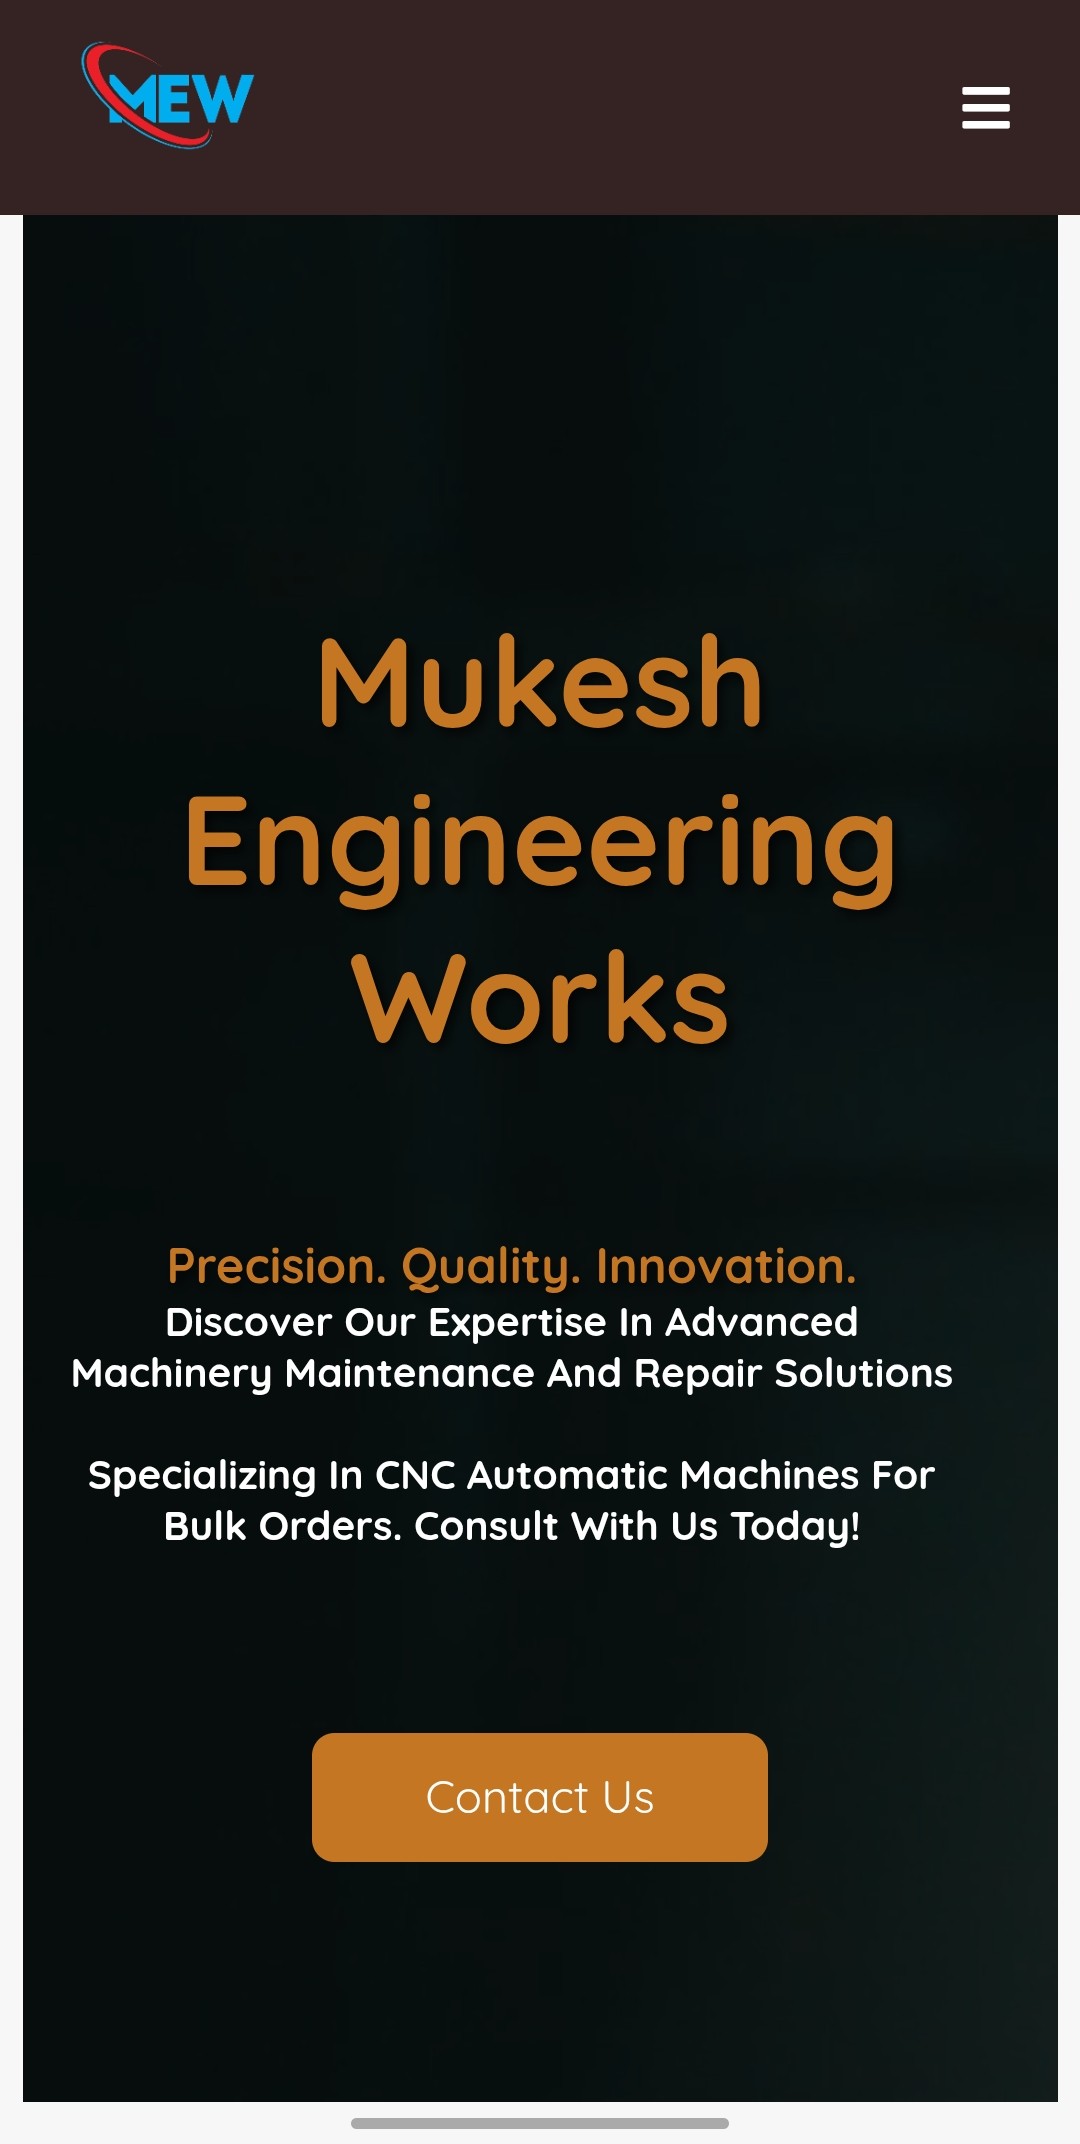 MEW
Mukesh
Engineering
Works
Precision. Quality. Innovation.
Discover Our Expertise In Advanced
Machinery Maintenance And Repair Solutions
Specializing In CNC Automatic Machines For
Bulk Orders. Consult With Us Today!
Contact Us